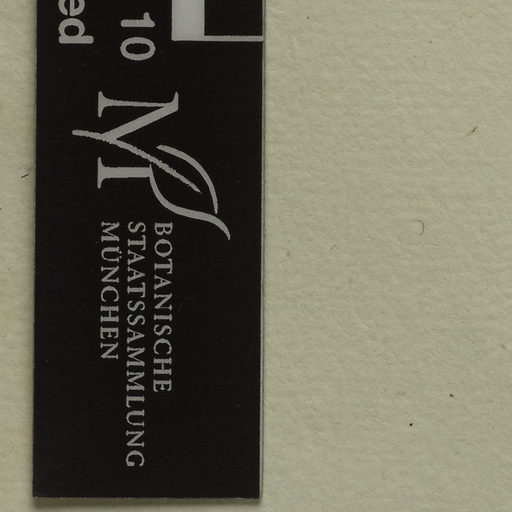 10
ed
M
BOTANISCHE
STAATSSAMMLUNG
MÜNCHEN